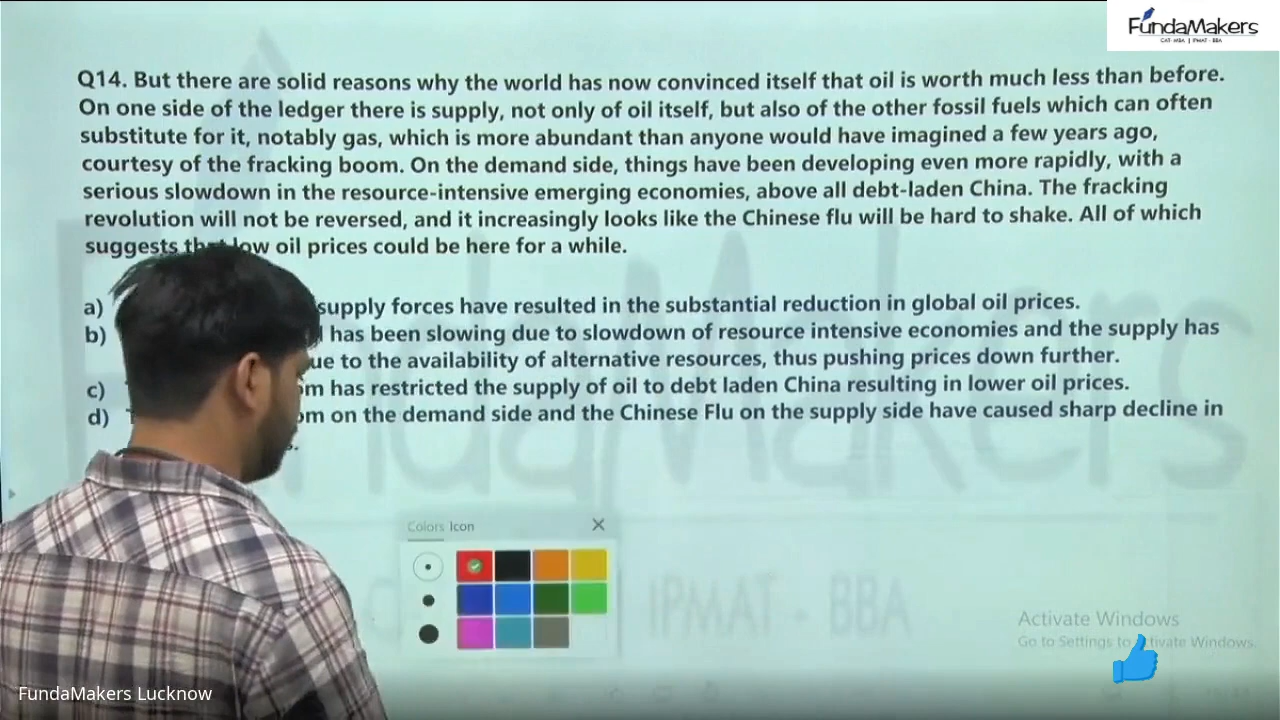 FundaMakers
CAT- MBA | IPMAT - BBA
Q14. But there are solid reasons why the world has now convinced itself that oil is worth much less than before.
On one side of the ledger there is supply, not only of oil itself, but also of the other fossil fuels which can often
substitute for it, notably gas, which is more abundant than anyone would have imagined a few years ago,
courtesy of the fracking boom. On the demand side, things have been developing even more rapidly, with a
serious slowdown in the resource-intensive emerging economies, above all debt-laden China. The fracking
revolution will not be reversed, and it increasingly looks like the Chinese flu will be hard to shake. All of which
suggests that low oil prices could be here for a while.
a) supply forces have resulted in the substantial reduction in global oil prices.
b) has been slowing due to slowdown of resource intensive economies and the supply has
to the availability of alternative resources, thus pushing prices down further.
c) has restricted the supply of oil to debt laden China resulting in lower oil prices.
d) on the demand side and the Chinese Flu on the supply side have caused sharp decline in
Colors Icon
FundaMakers
IPMAT - BBA
Activate Windows
Go to Settings to Activate Windows.
FundaMakers Lucknow